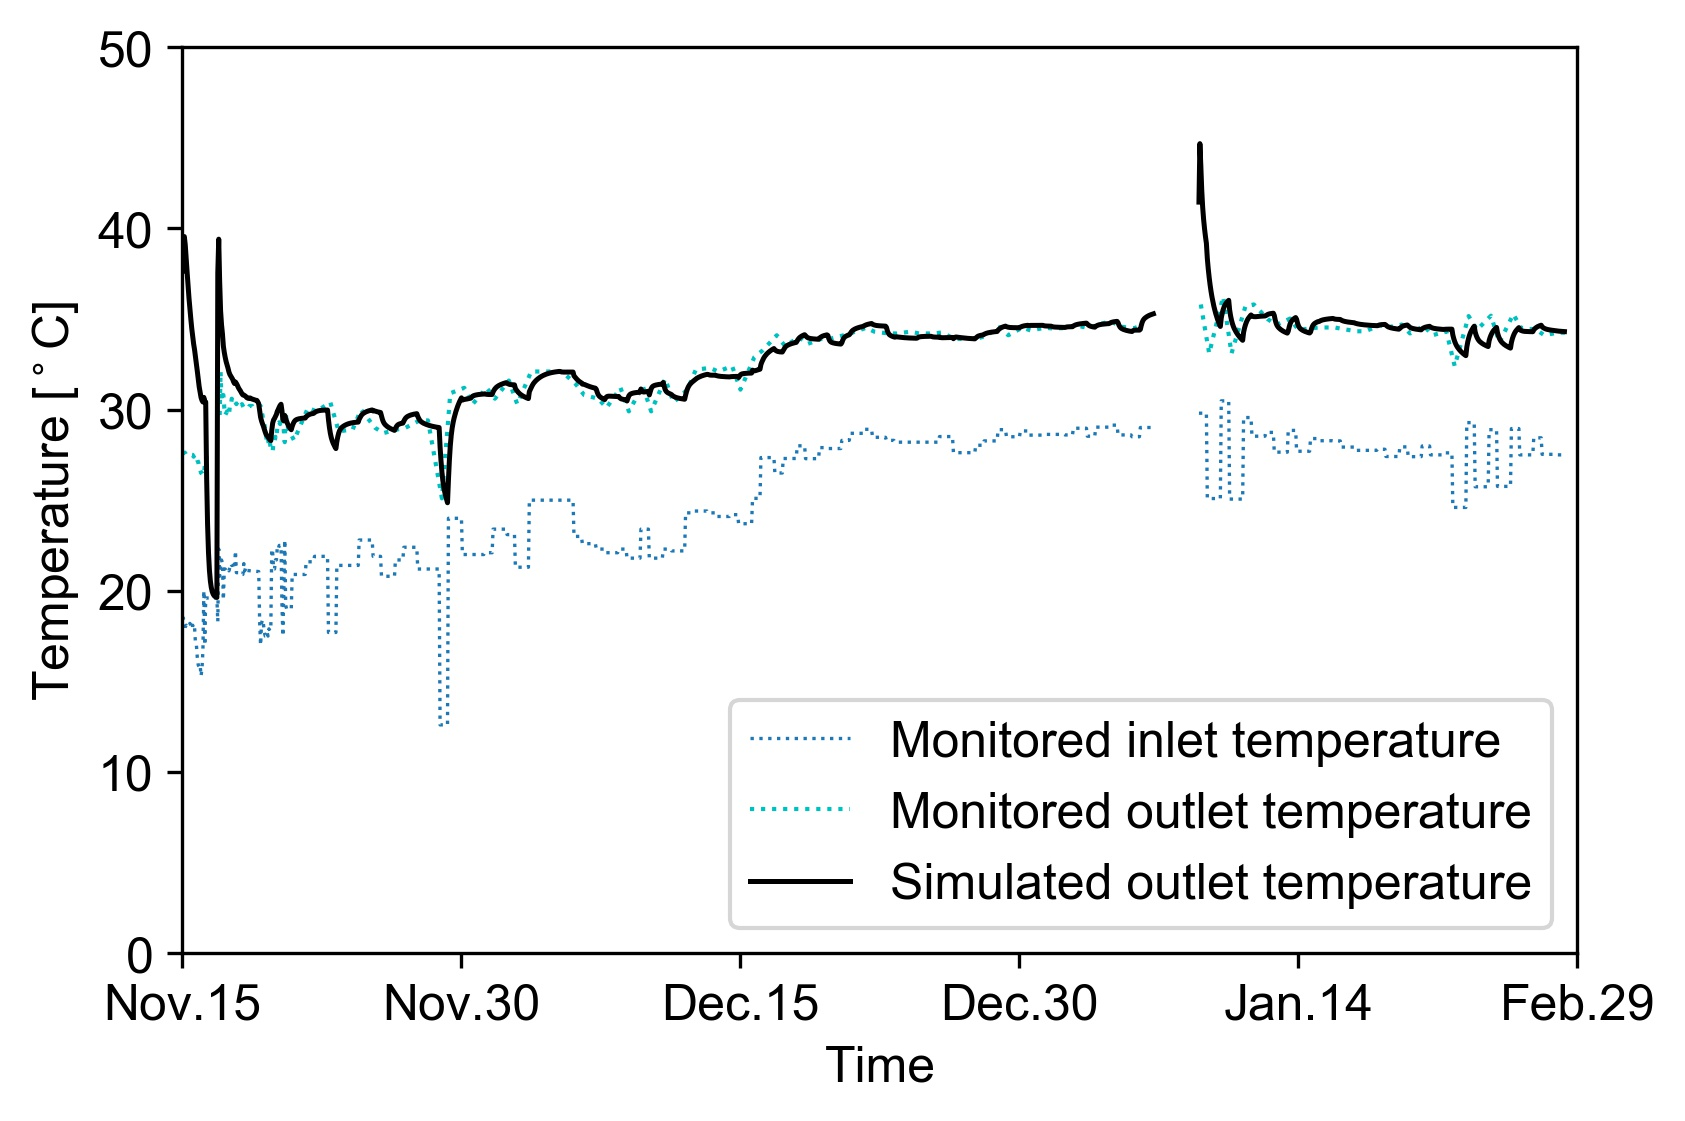 50
40
30
20
10
0
Temperature [°C]
Monitored inlet temperature
Monitored outlet temperature
Simulated outlet temperature
Nov.15 Nov.30 Dec.15 Dec.30 Jan.14 Feb.29
Time